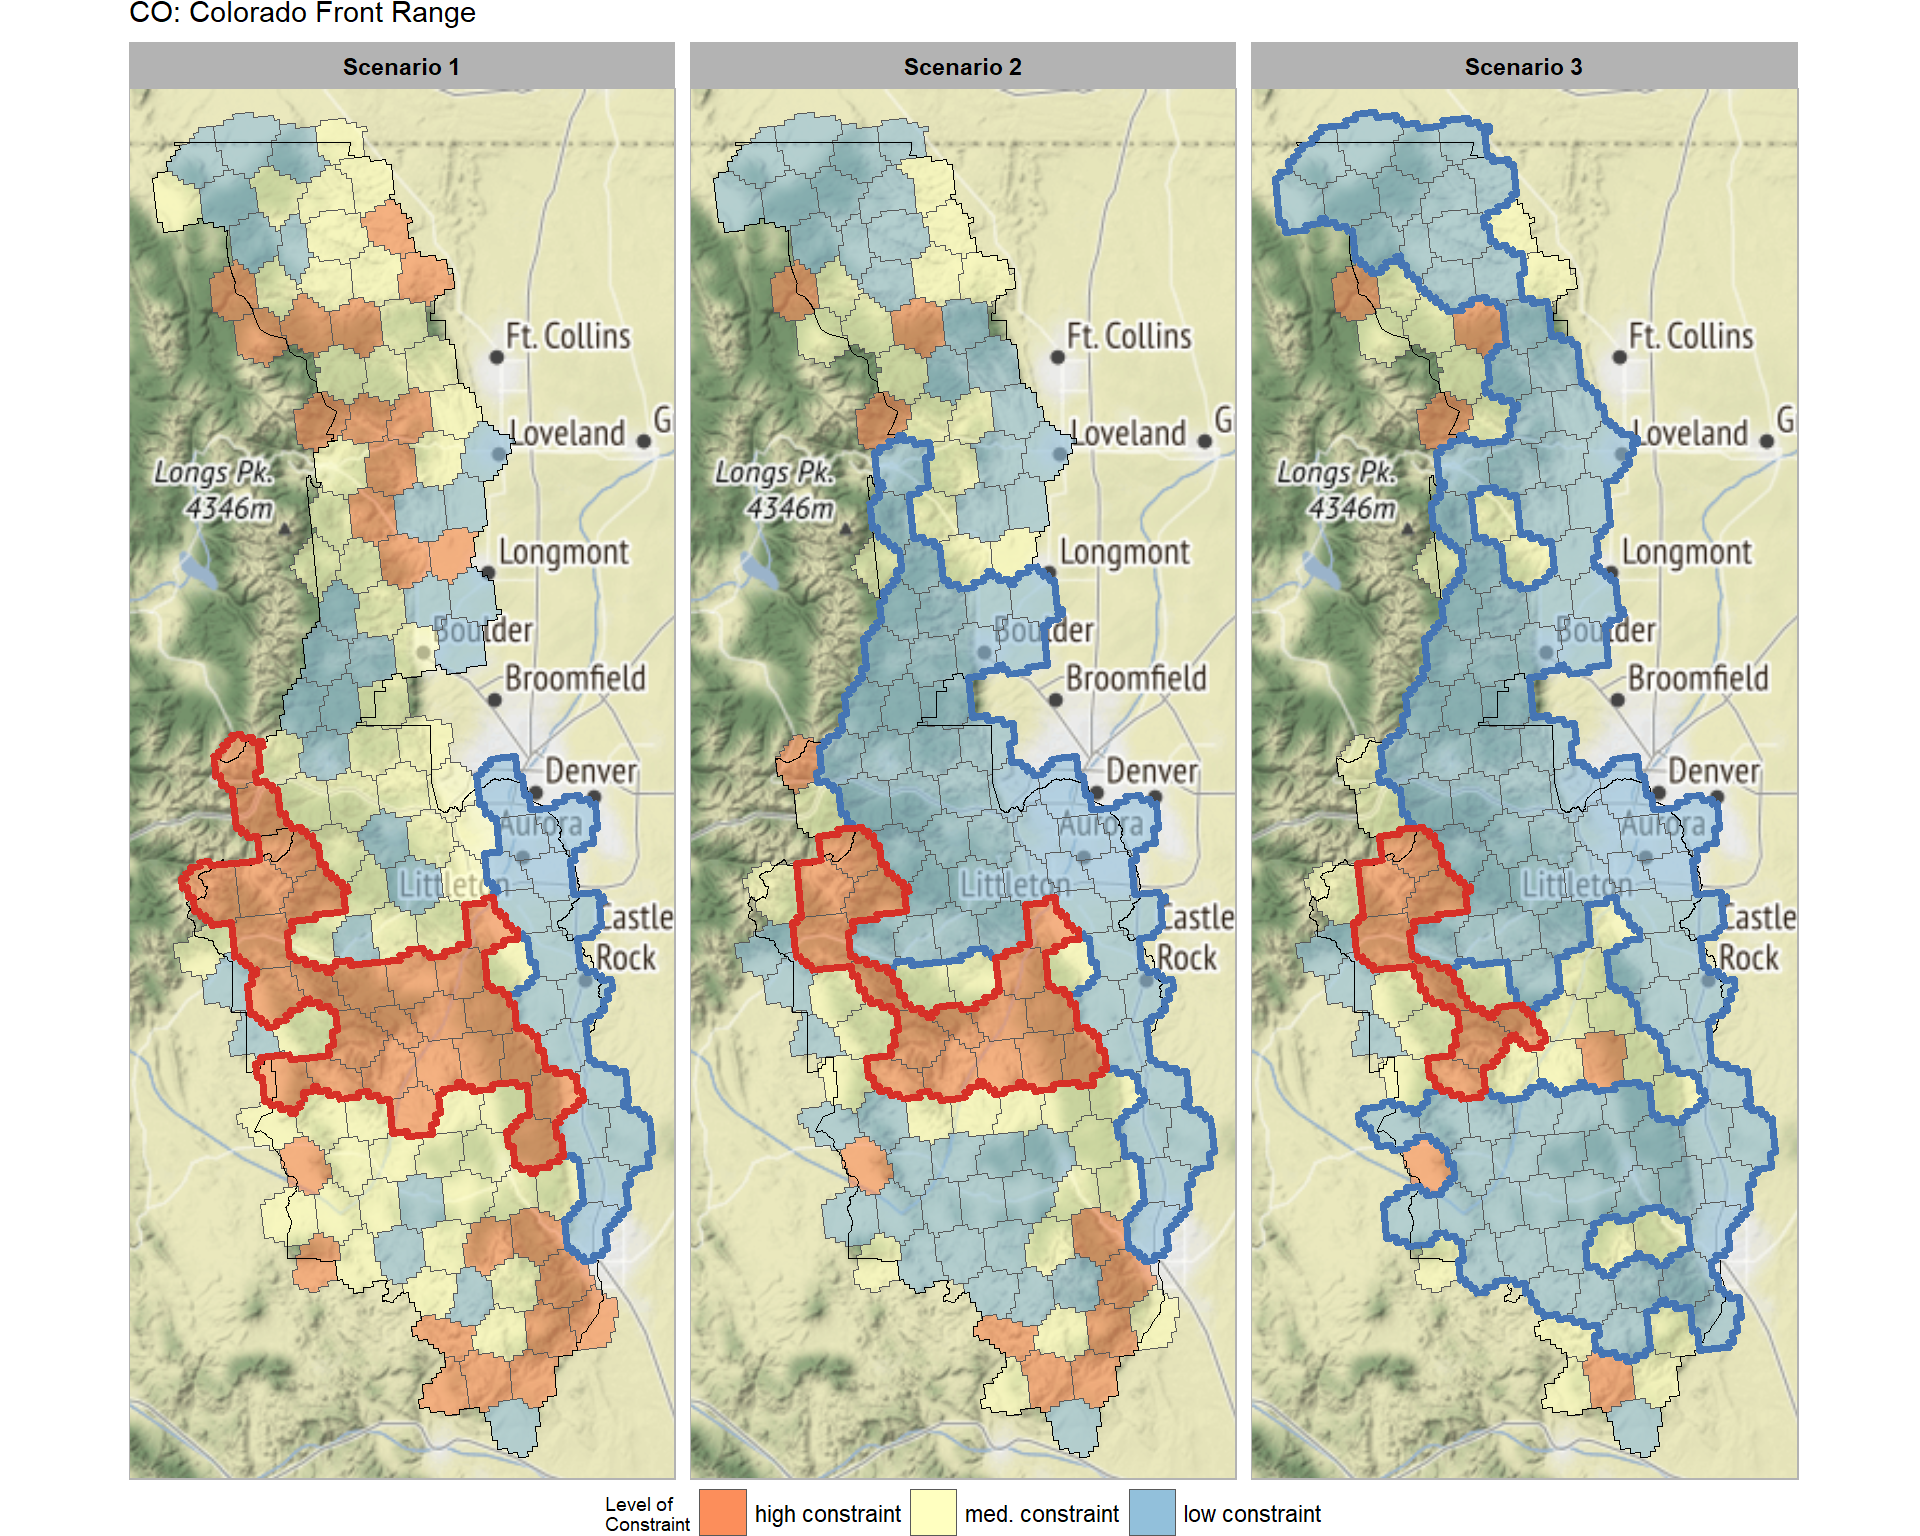 CO: Colorado Front Range
Scenario 1
Scenario 2
Scenario 3
Ft. Collins
Loveland
G
Longs Pk.
4346m
Longmont
Boulder
Broomfield
Denver
Aurora
Littleton
Castle
Rock
Ft. Collins
Loveland
G
Longs Pk.
4346m
Longmont
Boulder
Broomfield
Denver
Aurora
Littleton
Castle
Rock
Ft. Collins
Loveland
G
Longs Pk.
4346m
Longmont
Boulder
Broomfield
Denver
Aurora
Littleton
Castle
Rock
Level of
Constraint
high constraint
med. constraint
low constraint